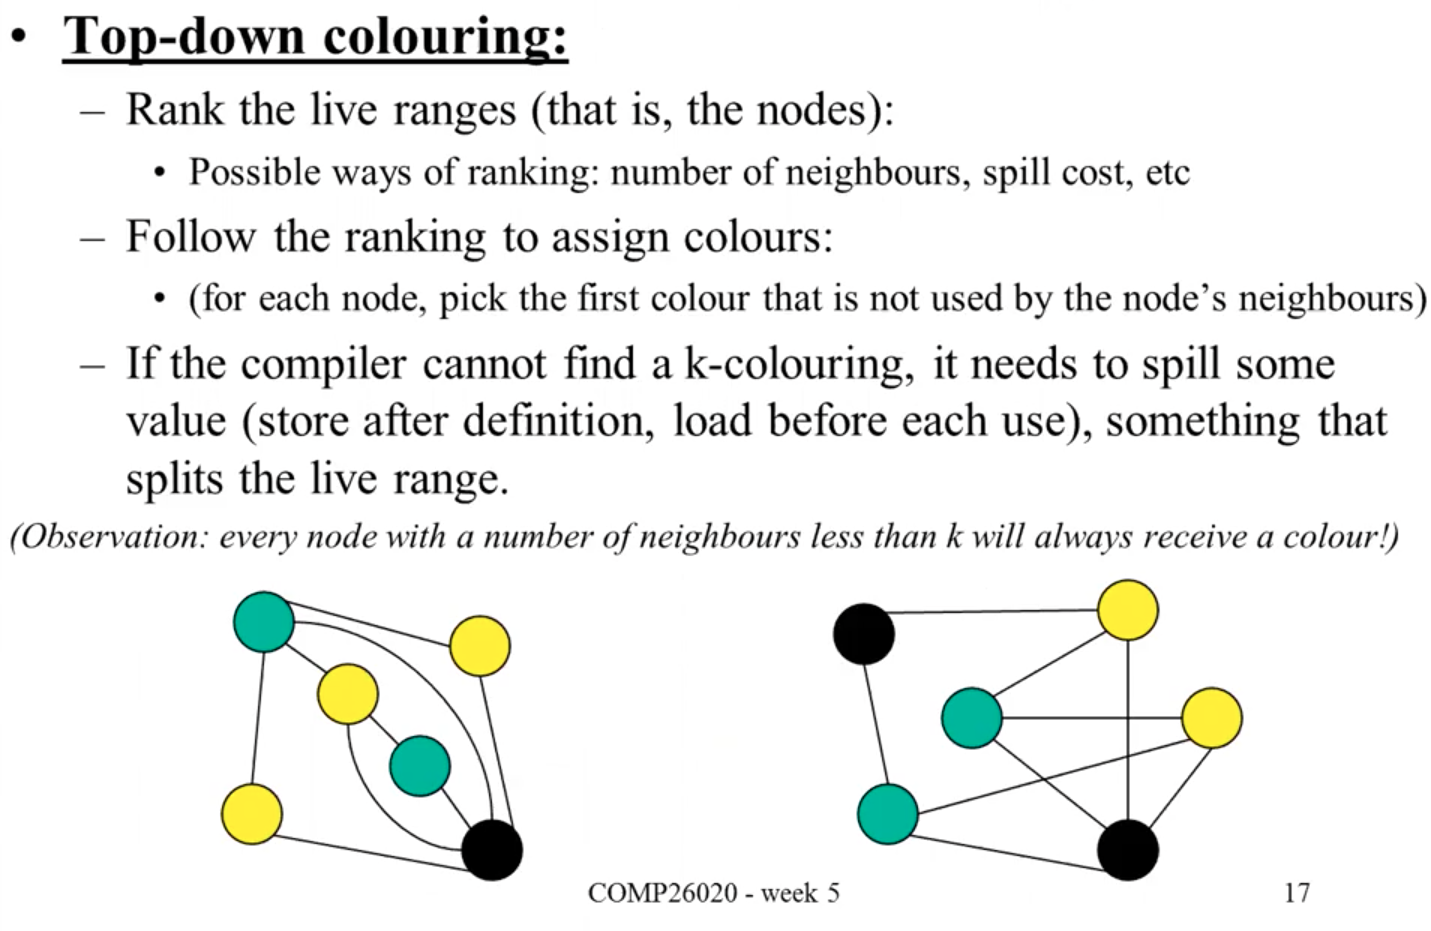 • Top-down colouring:
– Rank the live ranges (that is, the nodes):
• Possible ways of ranking: number of neighbours, spill cost, etc
– Follow the ranking to assign colours:
• (for each node, pick the first colour that is not used by the node’s neighbours)
– If the compiler cannot find a k-colouring, it needs to spill some
value (store after definition, load before each use), something that
splits the live range.
(Observation: every node with a number of neighbours less than k will always receive a colour!)
COMP26020 - week 5
17